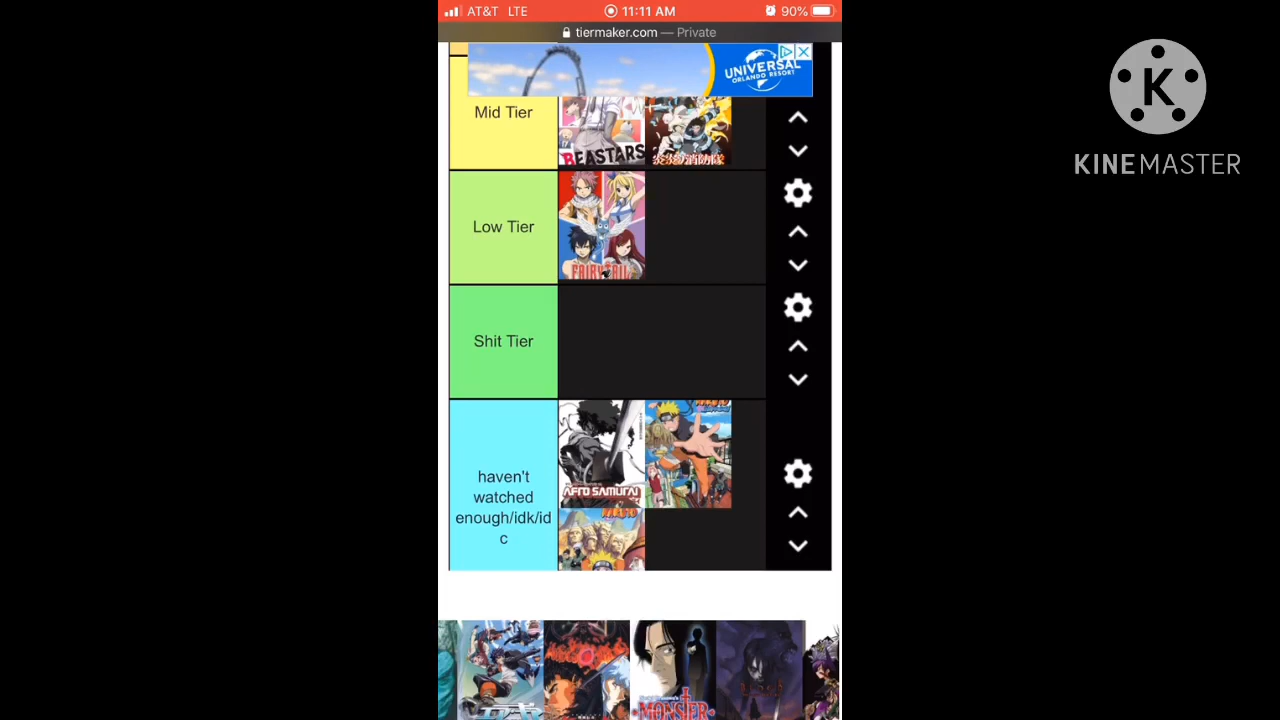 AT&T LTE 11:11 AM 90%
tiermaker.com — Private
UNIVERSAL
ORLANDO RESORT
K
KINEMASTER
Mid Tier
BEASTARS
炎炎ノ消防隊
Low Tier
FAIRY TAIL
Shit Tier
haven't
watched
enough/idk/id
c
AFRO SAMURAI
NARUTO
MONSTER